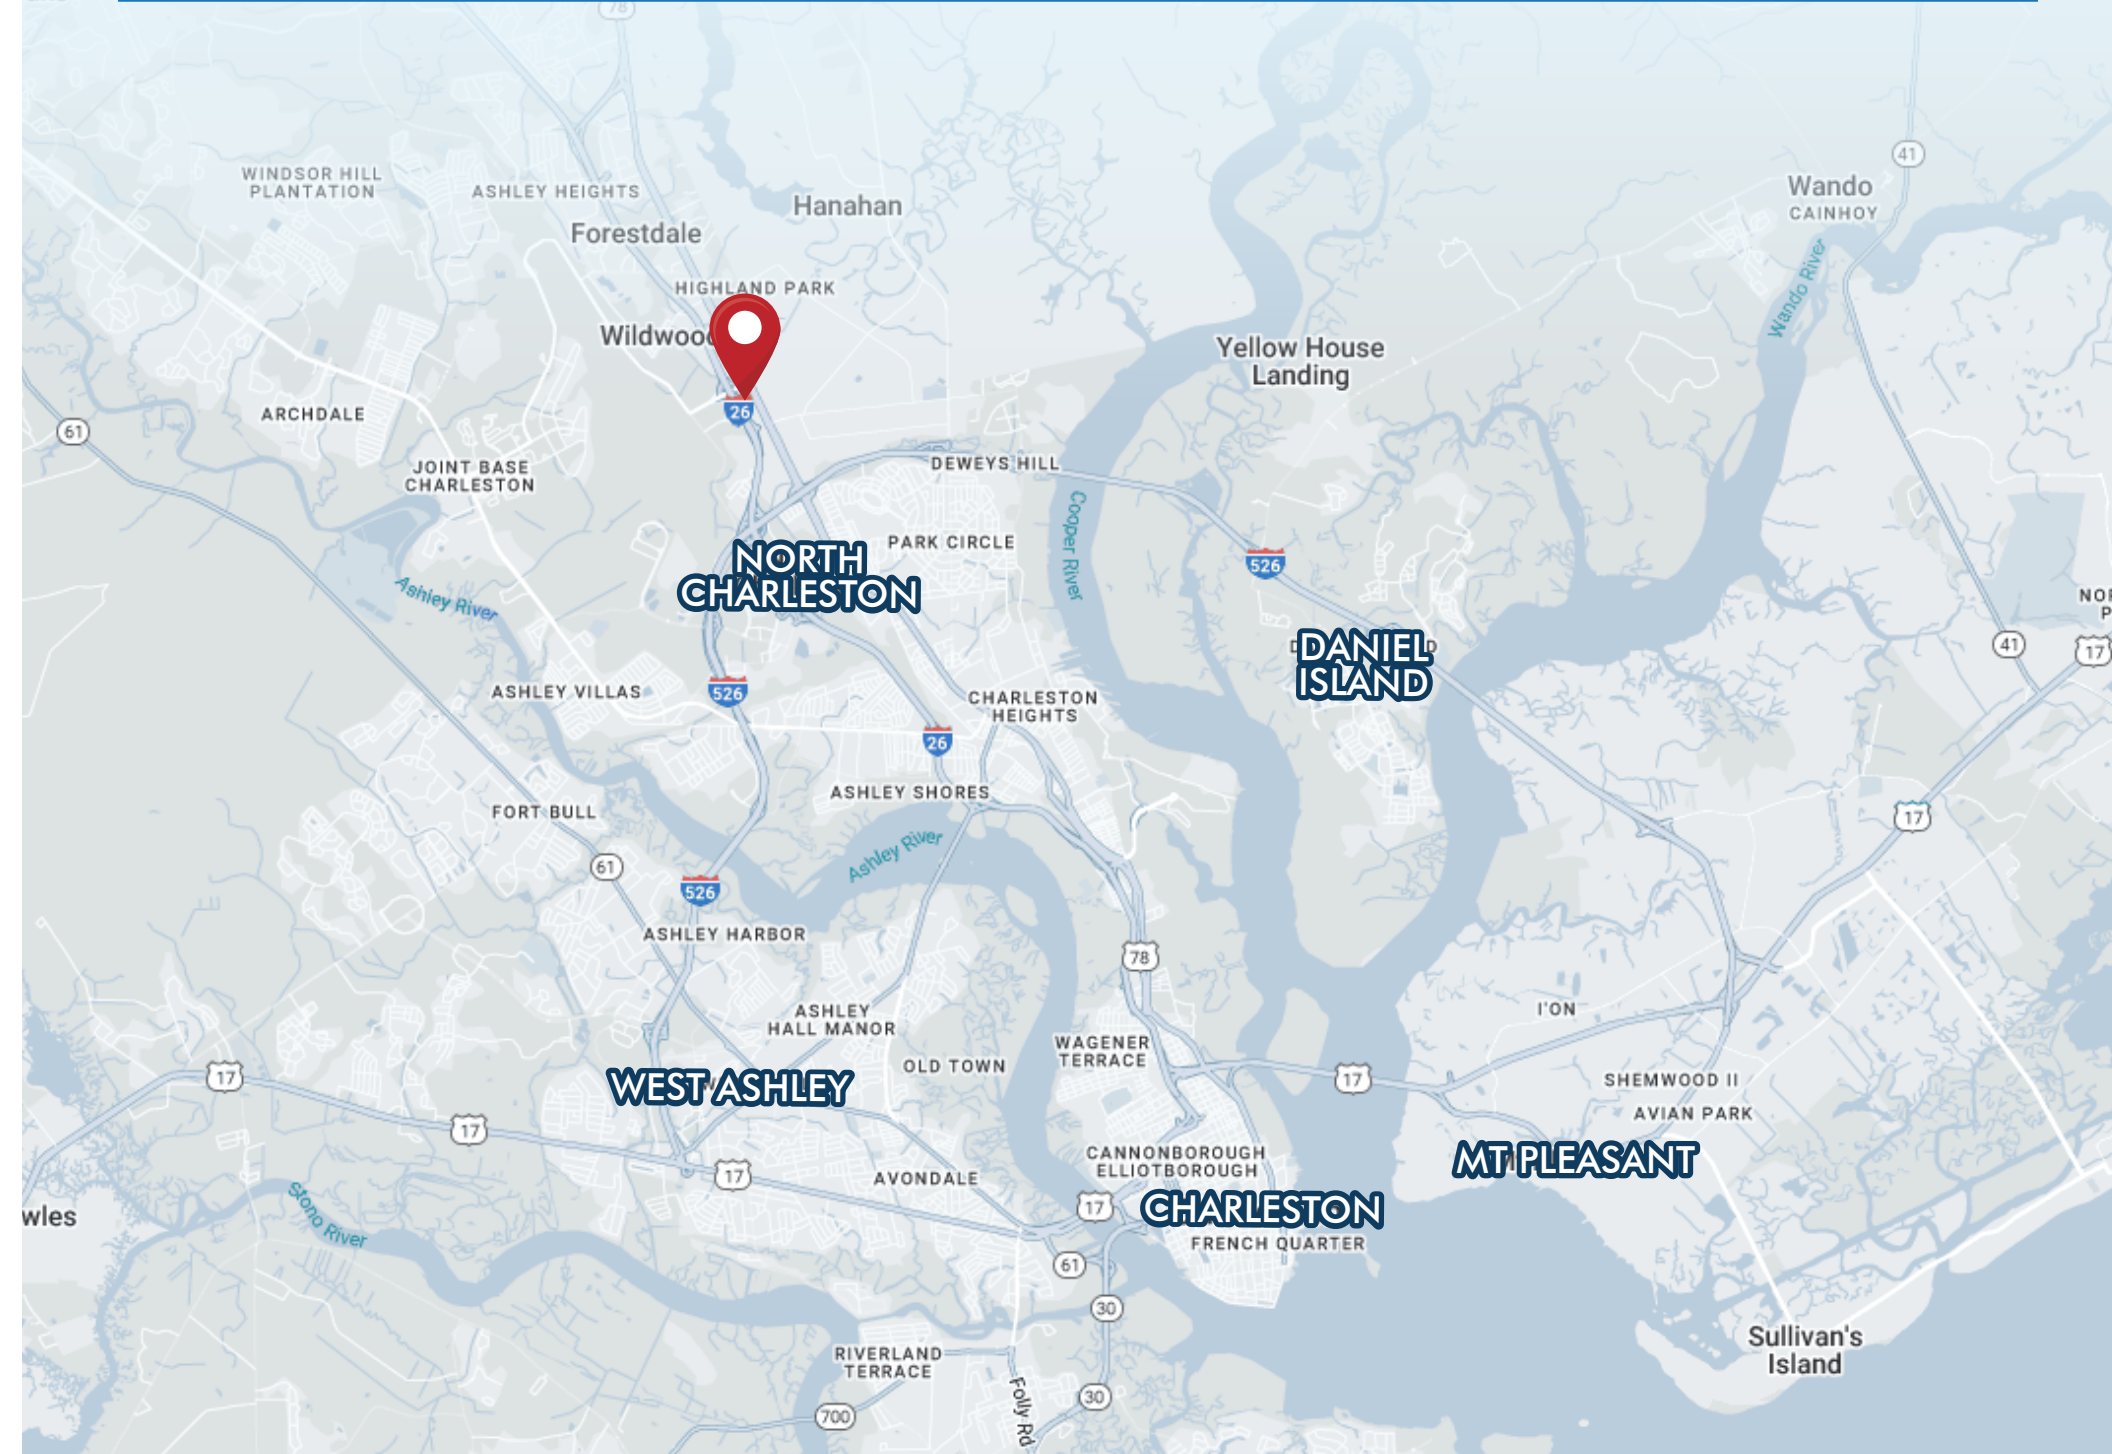 78
41
WINDSOR HILL
PLANTATION
ASHLEY HEIGHTS
Hanahan
Wando
CAINHOY
Forestdale
Wando River
HIGHLAND PARK
Wildwood
Yellow House
Landing
26
ARCHDALE
61
JOINT BASE
CHARLESTON
DEWEYS HILL
Cooper River
PARK CIRCLE
NORTH
CHARLESTON
526
Ashley River
DANIEL
ISLAND
41
17
ASHLEY VILLAS
526
CHARLESTON
HEIGHTS
26
ASHLEY SHORES
FORT BULL
17
Ashley River
61
526
ASHLEY HARBOR
78
ASHLEY
HALL MANOR
I'ON
WAGENER
TERRACE
OLD TOWN
17
WEST ASHLEY
17
SHEMWOOD II
AVIAN PARK
17
CANNONBOROUGH
ELLIOTBOROUGH
MT PLEASANT
17
AVONDALE
17
CHARLESTON
FRENCH QUARTER
wles
Stono River
61
30
Sullivan's
Island
RIVERLAND
TERRACE
Folly Rd
30
700